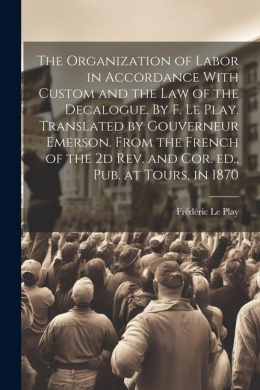 The Organization of Labor
in Accordance With
Custom and the Law of the
Decalogue. By F. Le Play.
Translated by Gouverneur
Emerson. From the French
of the 2d Rev. and Cor. ed.,
Pub. at Tours, in 1870
Frédéric Le Play